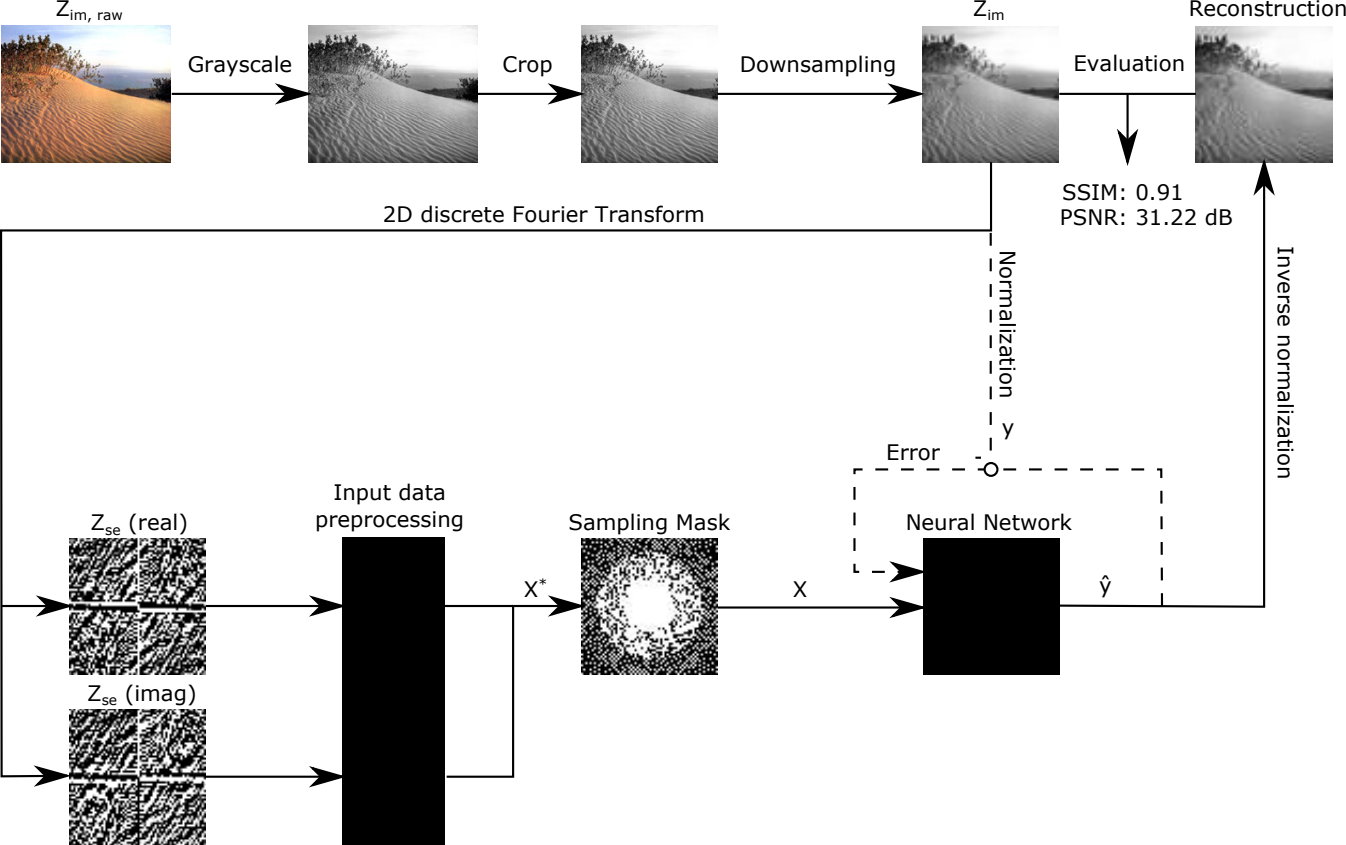 Z_im, raw
Grayscale
Crop
Downsampling
Z_im
Evaluation
Reconstruction
SSIM: 0.91
PSNR: 31.22 dB
2D discrete Fourier Transform
Normalization
Inverse normalization
y
-
Error
Input data
preprocessing
Z_se (real)
Sampling Mask
Neural Network
X*
X
ŷ
Z_se (imag)